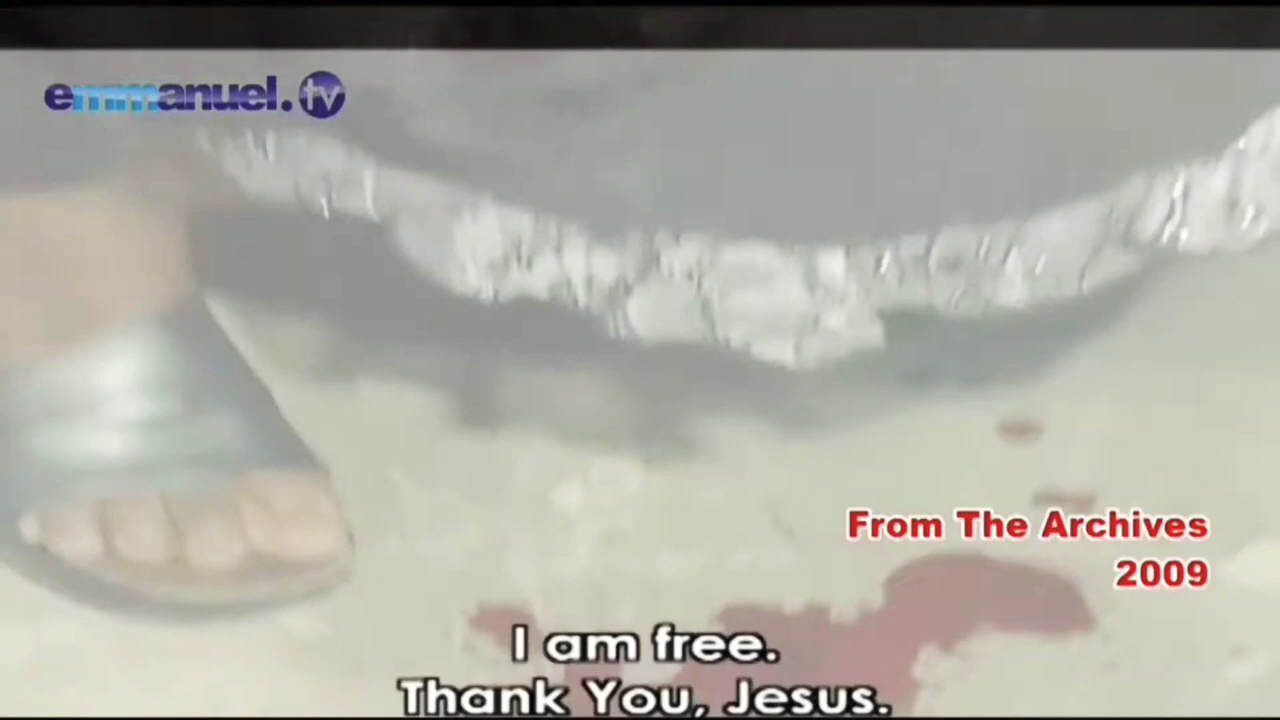 emmanuel.tv
From The Archives
2009
I am free.
Thank You, Jesus.